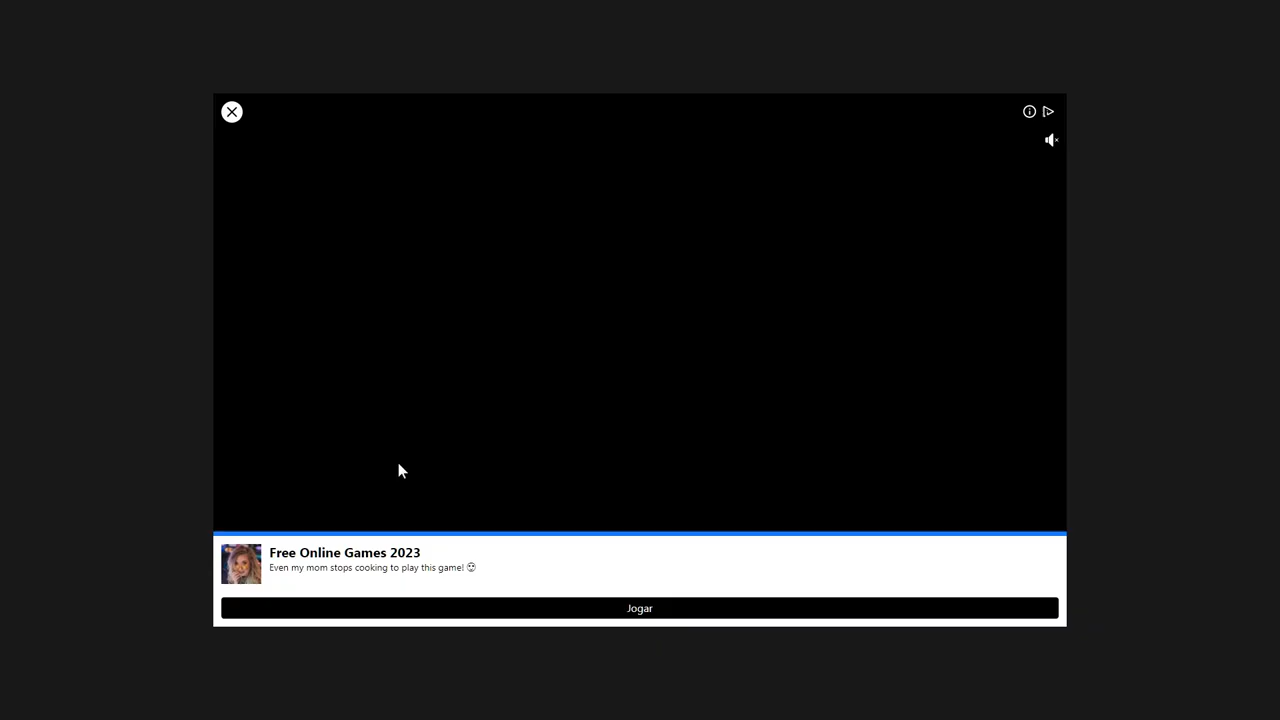 Free Online Games 2023
Even my mom stops cooking to play this game! 🙄
Jogar